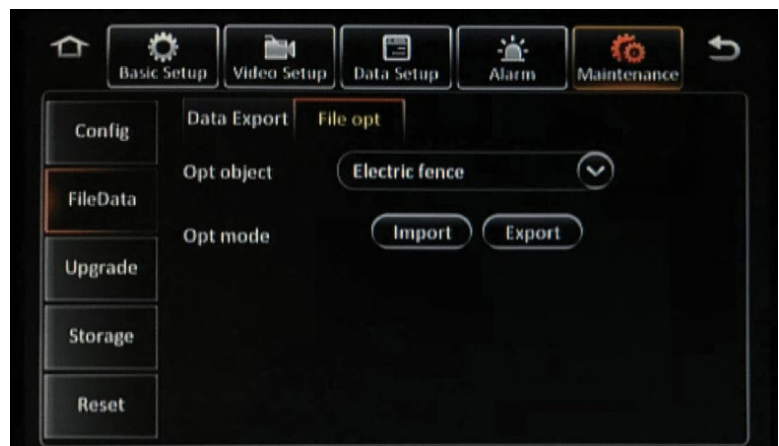 Basic Setup Video Setup Data Setup Alarm Maintenance
Config
Data Export File opt
Opt object Electric fence
FileData
Opt mode Import Export
Upgrade
Storage
Reset